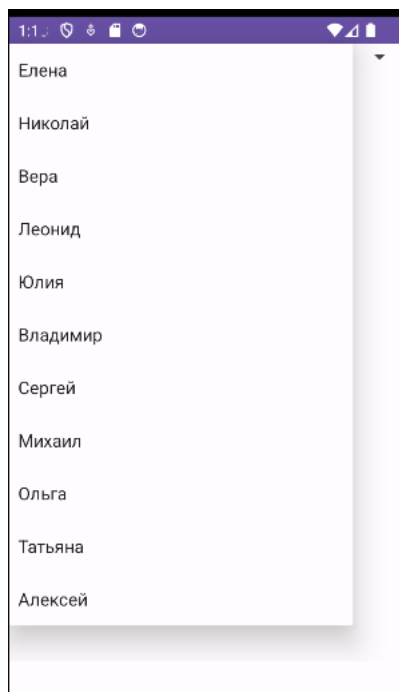 Елена
Николай
Вера
Леонид
Юлия
Владимир
Сергей
Михаил
Ольга
Татьяна
Алексей